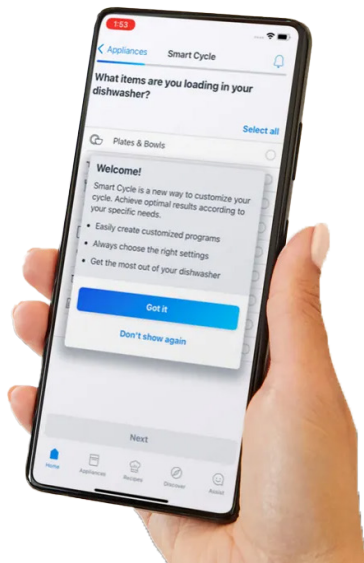 1:53
Appliances
Smart Cycle
What items are you loading in your
dishwasher?
Select all
Plates & Bowls
Welcome!
Smart Cycle is a new way to customize your
cycle. Achieve optimal results according to
your specific needs.
• Easily create customized programs
• Always choose the right settings
• Get the most out of your dishwasher
Got it
Don't show again
Next
Home
Appliances
Recipes
Discover
Assist